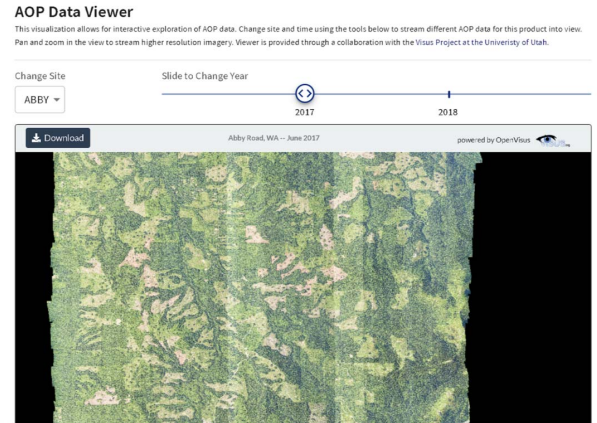 AOP Data Viewer
This visualization allows for interactive exploration of AOP data. Change site and time using the tools below to stream different AOP data for this product into view.
Pan and zoom in the view to stream higher resolution imagery. Viewer is provided through a collaboration with the Visus Project at the Univeristy of Utah.
Change Site Slide to Change Year
ABBY
2017 2018
Download Abby Road, WA -- June 2017 powered by OpenVisus